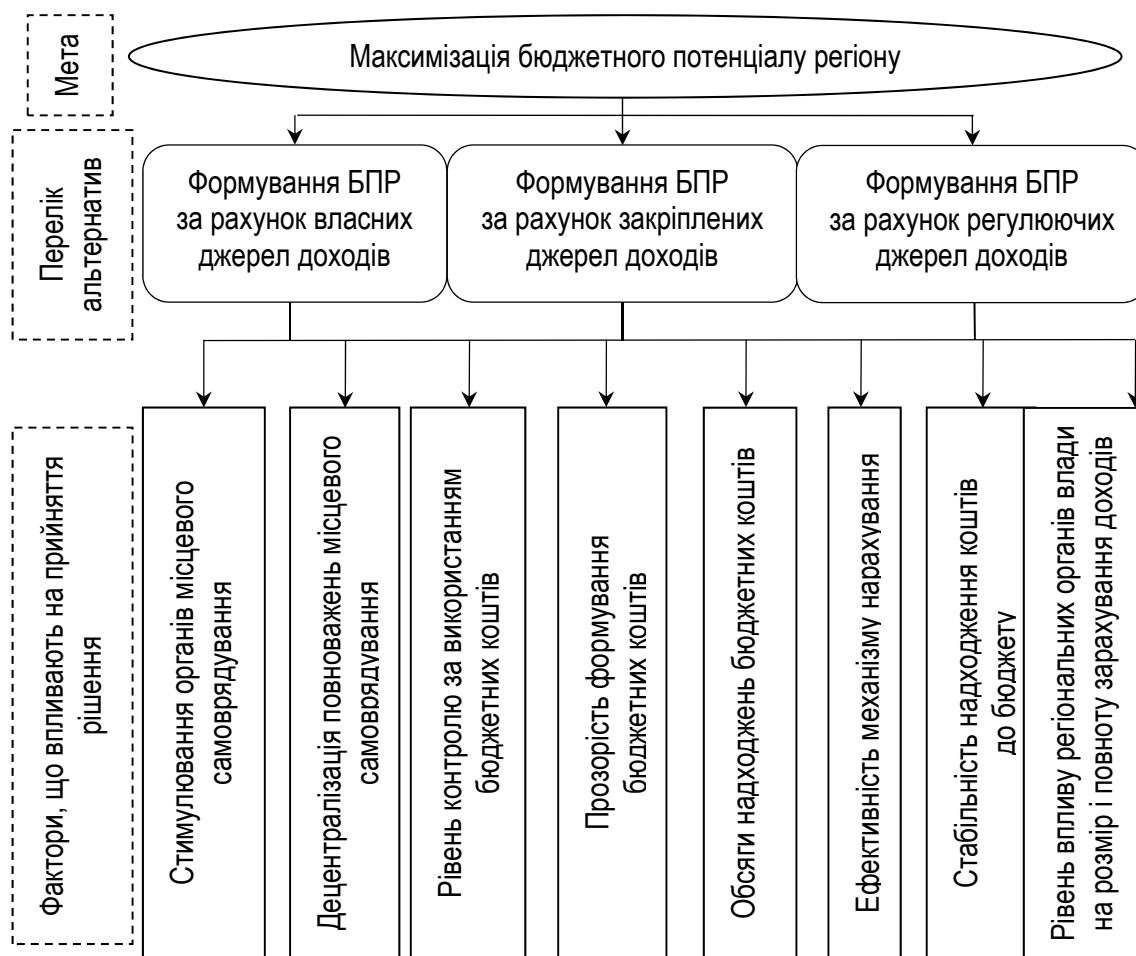 Мета
Максимізація бюджетного потенціалу регіону
Перелік
альтернатив
Формування БПР
за рахунок власних
джерел доходів
Формування БПР
за рахунок закріплених
джерел доходів
Формування БПР
за рахунок регулюючих
джерел доходів
Фактори, що впливають на прийняття
рішення
Стимулювання органів місцевого
самоврядування
Децентралізація повноважень місцевого
самоврядування
Рівень контролю за використанням
бюджетних коштів
Прозорість формування
бюджетних коштів
Обсяги надходжень бюджетних коштів
Ефективність механізму нарахування
Стабільність надходження коштів
до бюджету
Рівень впливу регіональних органів влади
на розмір і повноту зарахування доходів